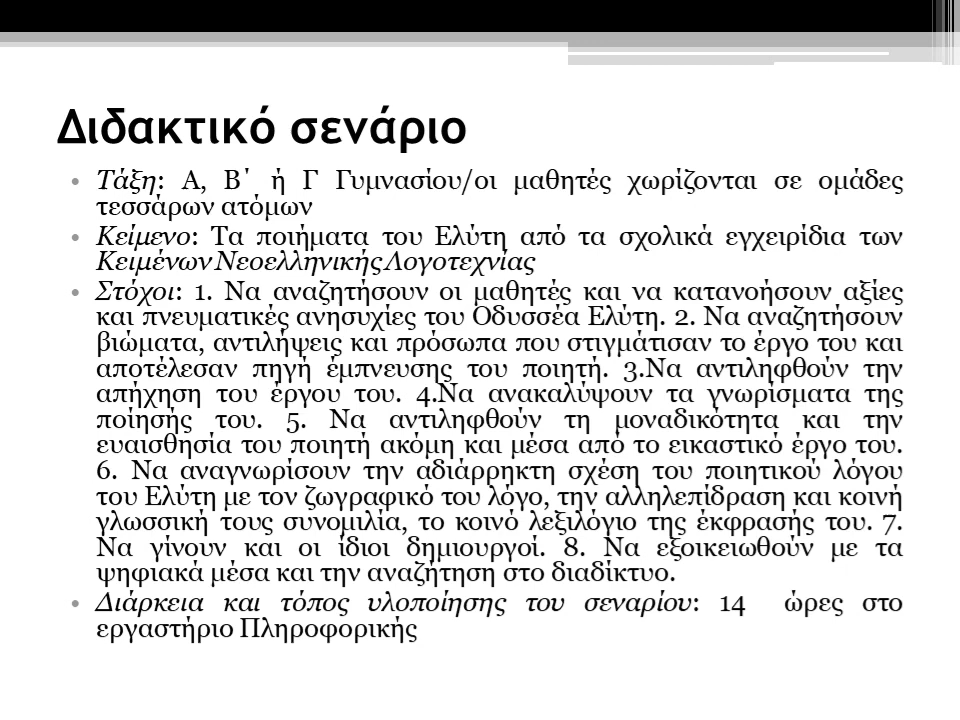 Διδακτικό σενάριο
• Τάξη: Α, Β΄ ή Γ Γυμνασίου/οι μαθητές χωρίζονται σε ομάδες
τεσσάρων ατόμων
• Κείμενο: Τα ποιήματα του Ελύτη από τα σχολικά εγχειρίδια των
Κειμένων Νεοελληνικής Λογοτεχνίας
• Στόχοι: 1. Να αναζητήσουν οι μαθητές και να κατανοήσουν αξίες
και πνευματικές ανησυχίες του Οδυσσέα Ελύτη. 2. Να αναζητήσουν
βιώματα, αντιλήψεις και πρόσωπα που στιγμάτισαν το έργο του και
αποτέλεσαν πηγή έμπνευσης του ποιητή. 3.Να αντιληφθούν την
απήχηση του έργου του. 4.Να ανακαλύψουν τα γνωρίσματα της
ποίησής του. 5. Να αντιληφθούν τη μοναδικότητα και την
ευαισθησία του ποιητή ακόμη και μέσα από το εικαστικό έργο του.
6. Να αναγνωρίσουν την αδιάρρηκτη σχέση του ποιητικού λόγου
του Ελύτη με τον ζωγραφικό του λόγο, την αλληλεπίδραση και κοινή
γλωσσική τους συνομιλία, το κοινό λεξιλόγιο της έκφρασής του. 7.
Να γίνουν και οι ίδιοι δημιουργοί. 8. Να εξοικειωθούν με τα
ψηφιακά μέσα και την αναζήτηση στο διαδίκτυο.
• Διάρκεια και τόπος υλοποίησης του σεναρίου: 14 ώρες στο
εργαστήριο Πληροφορικής